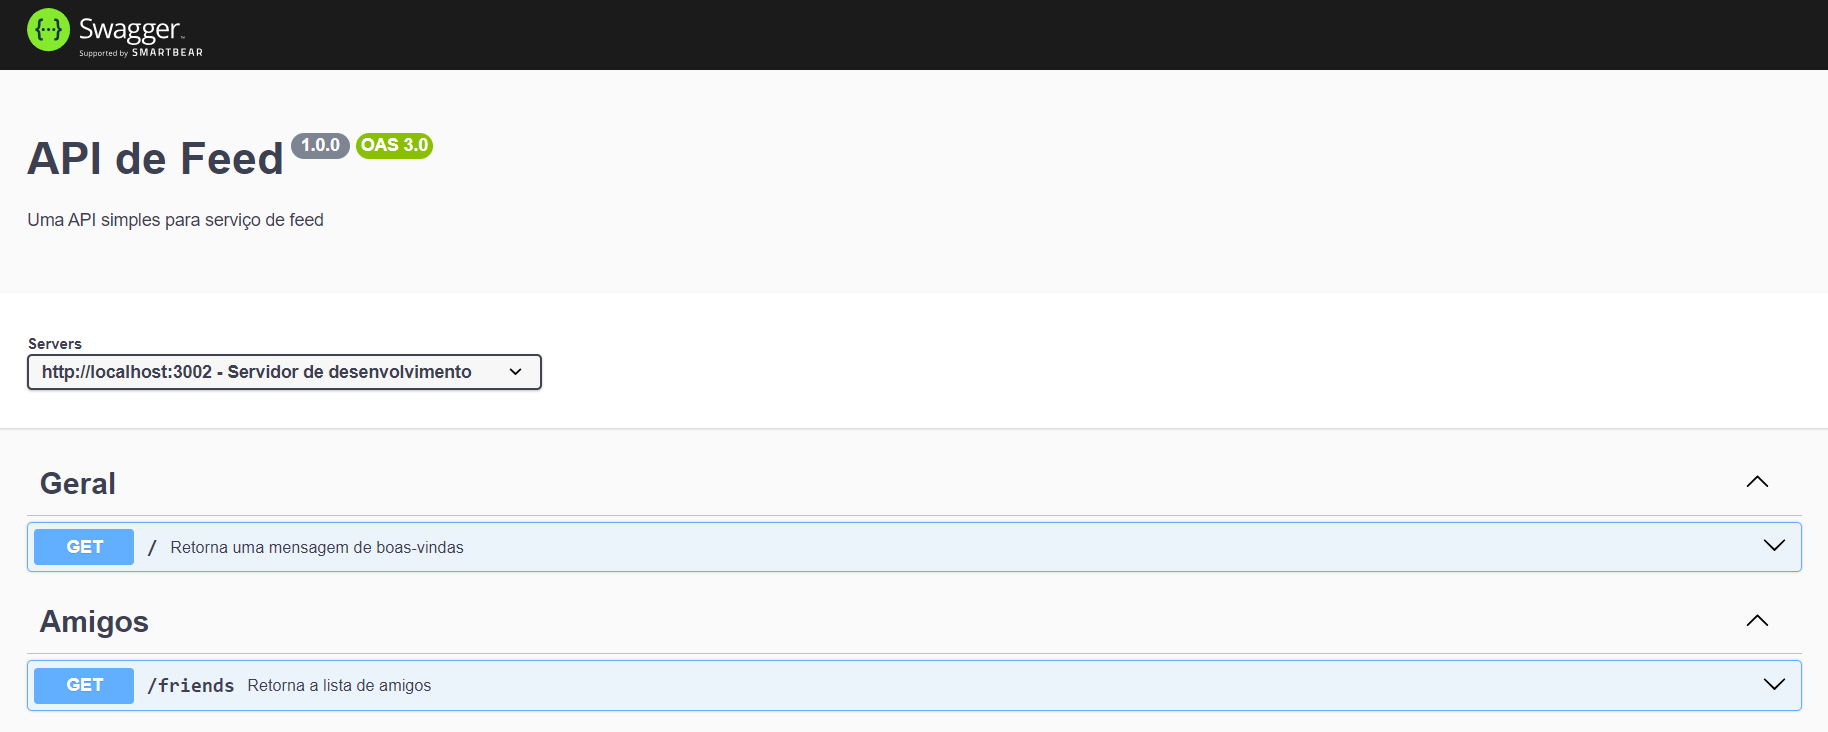 {···} Swagger™
Supported by SMARTBEAR
API de Feed 1.0.0 OAS 3.0
Uma API simples para serviço de feed
Servers
http://localhost:3002 - Servidor de desenvolvimento
Geral
GET / Retorna uma mensagem de boas-vindas
Amigos
GET /friends Retorna a lista de amigos